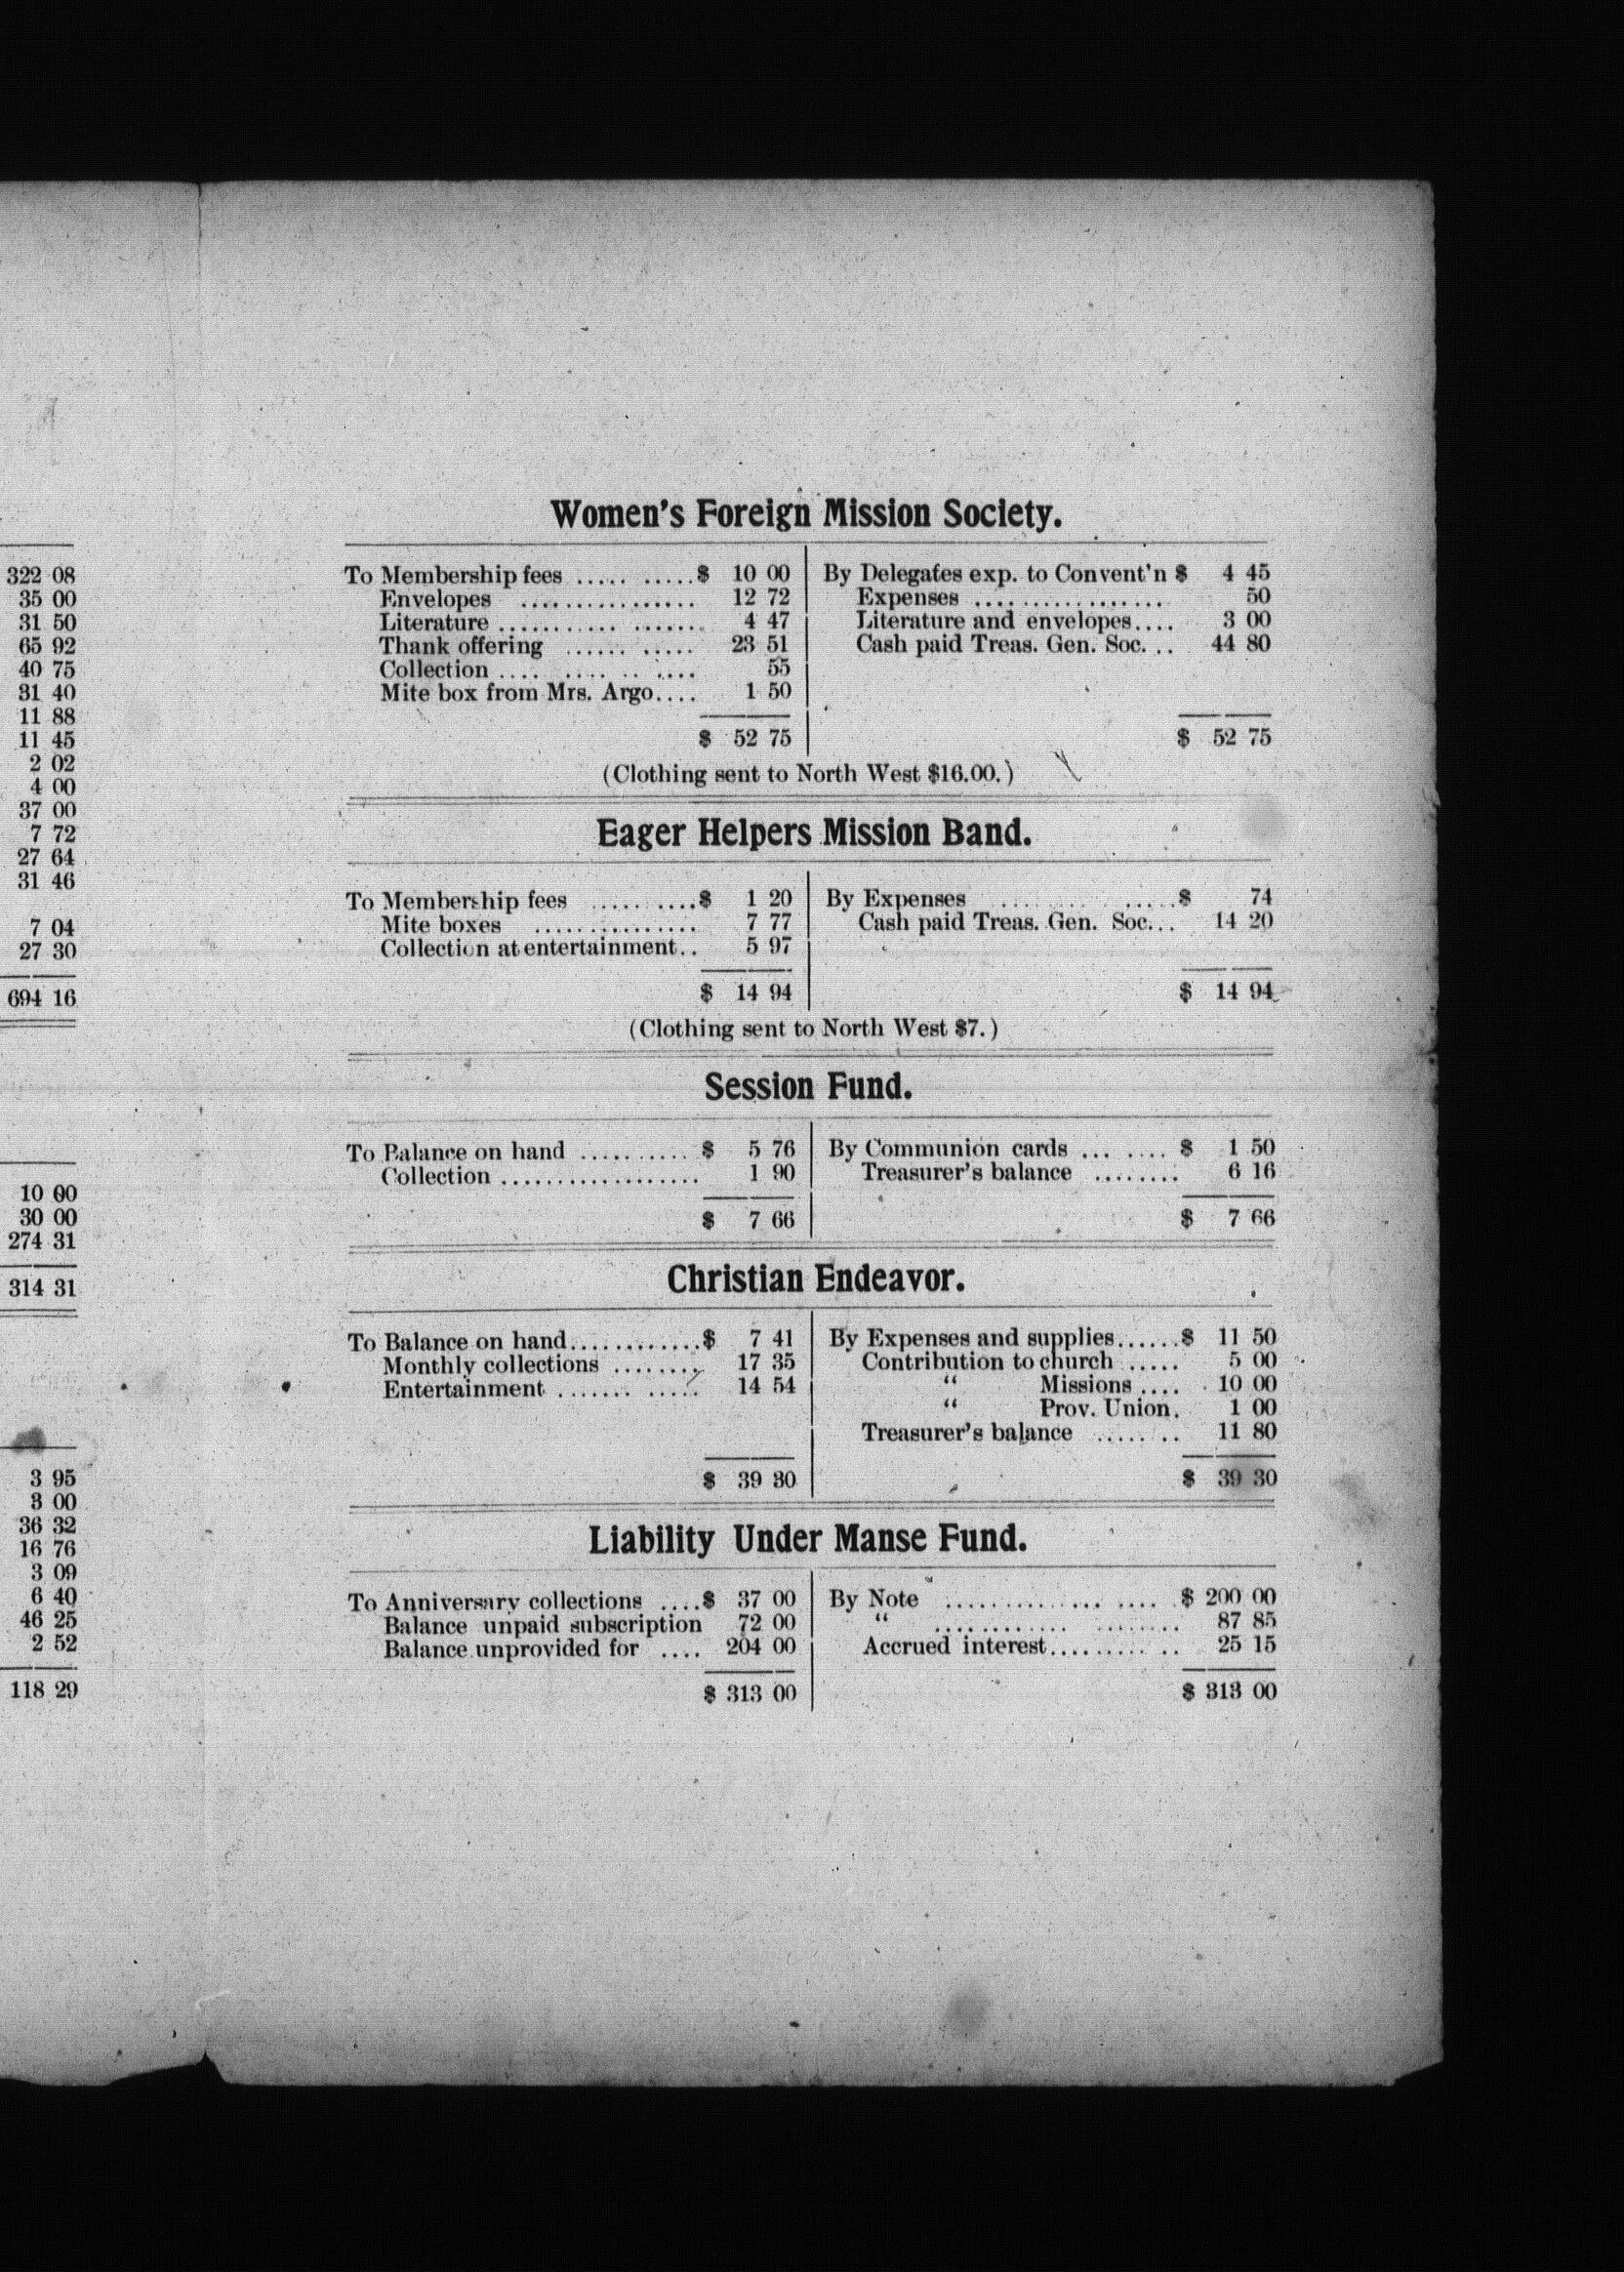 322 08
35 00
31 50
65 92
40 75
31 40
11 88
11 45
2 02
4 00
37 00
7 72
27 64
31 46
7 04
27 30
694 16
10 00
30 00
274 31
314 31
3 95
3 00
36 32
16 76
3 09
6 40
46 25
2 52
118 29
Women's Foreign Mission Society.
To Membership fees .... ......$ 10 00 By Delegates exp. to Convent'n $ 4 45
Envelopes ................ 12 72 Expenses .................. 50
Literature ................... 4 47 Literature and envelopes.... 3 00
Thank offering ........... 23 51 Cash paid Treas. Gen. Soc. .. 44 80
Collection .... ..... .. .... 55
Mite box from Mrs. Argo.... 1 50
$ 52 75 $ 52 75
(Clothing sent to North West $16.00.)
Eager Helpers Mission Band.
To Membership fees ..........$ 1 20 By Expenses .............$ 74
Mite boxes ................ 7 77 Cash paid Treas. Gen. Soc... 14 20
Collection at entertainment.. 5 97
$ 14 94 $ 14 94
(Clothing sent to North West $7.)
Session Fund.
To Balance on hand .......... $ 5 76 By Communion cards ... .... $ 1 50
Collection ................... 1 90 Treasurer's balance ........ 6 16
$ 7 66 $ 7 66
Christian Endeavor.
To Balance on hand............$ 7 41 By Expenses and supplies......$ 11 50
Monthly collections ........ 17 35 Contribution to church ..... 5 00
Entertainment ....... ..... 14 54 “ Missions .... 10 00
“ Prov. Union. 1 00
Treasurer's balance ........ 11 80
$ 39 30 $ 39 30
Liability Under Manse Fund.
To Anniversary collections ....$ 37 00 By Note .................... $ 200 00
Balance unpaid subscription 72 00 “ .................... 87 85
Balance unprovided for .... 204 00 Accrued interest........... 25 15
$ 313 00 $ 313 00